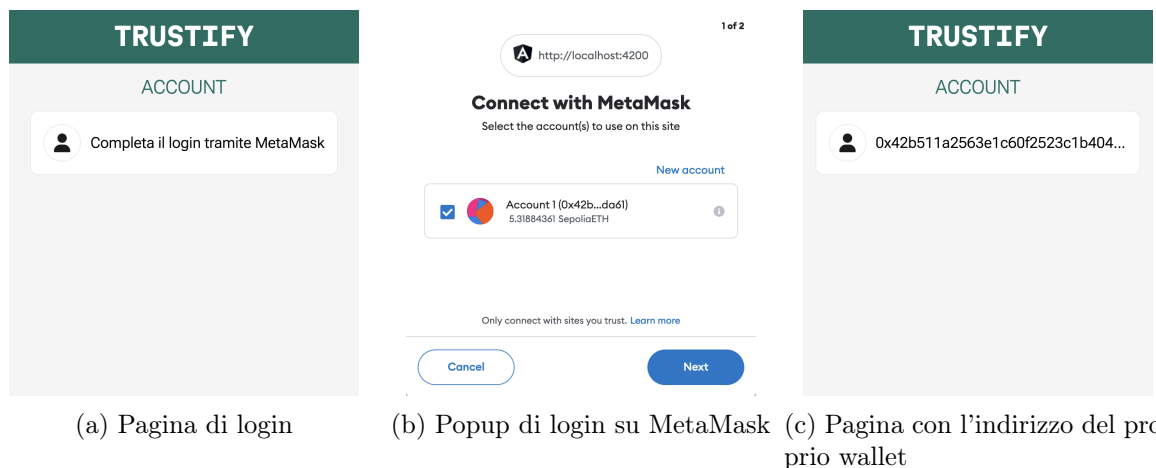 TRUSTIFY
ACCOUNT
Completa il login tramite MetaMask
(a) Pagina di login
1 of 2
http://localhost:4200
Connect with MetaMask
Select the account(s) to use on this site
New account
Account 1 (0x42b...da61)
5.31884361 SepoliaETH
Only connect with sites you trust. Learn more
Cancel
Next
(b) Popup di login su MetaMask
TRUSTIFY
ACCOUNT
0x42b511a2563e1c60f2523c1b404...
(c) Pagina con l'indirizzo del pro
prio wallet